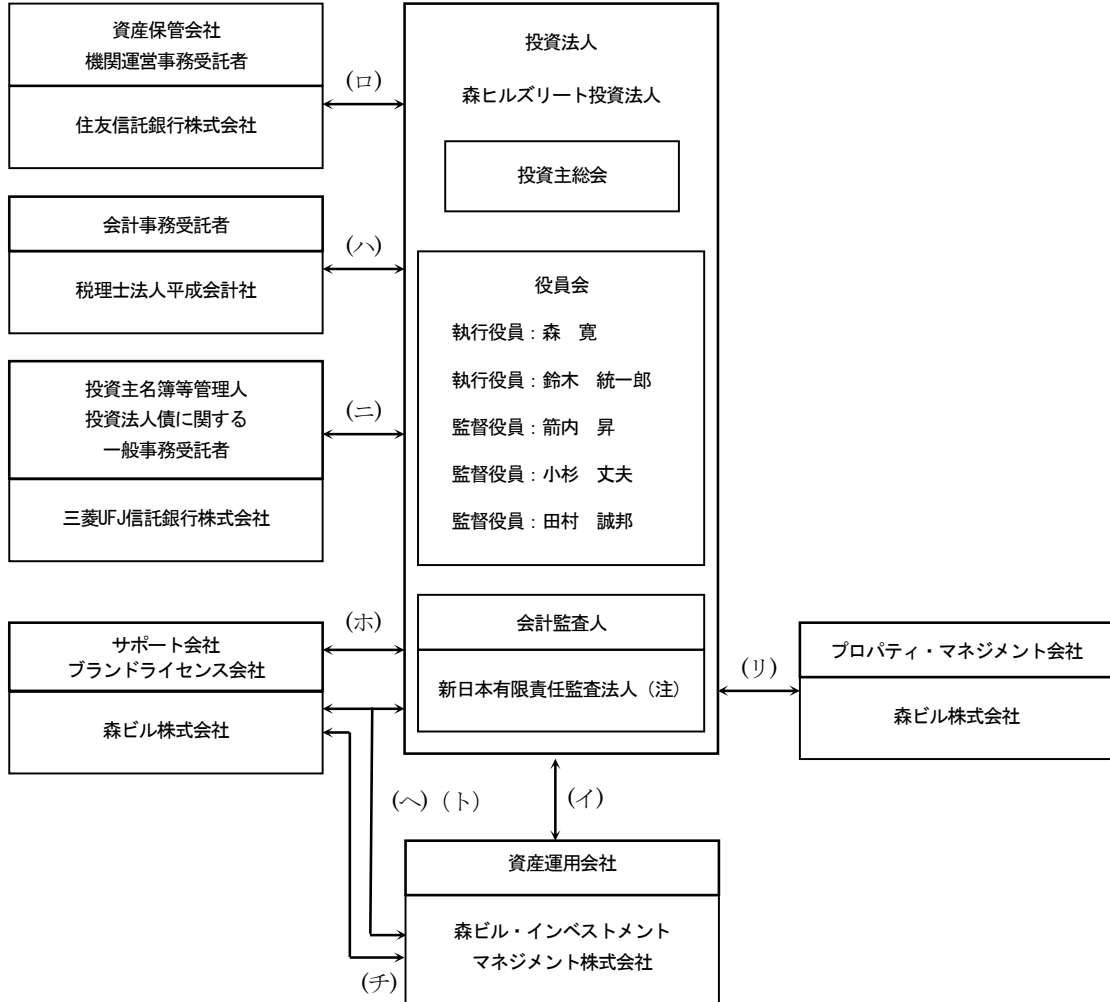 資産保管会社
機関運営事務受託者
住友信託銀行株式会社
(ロ)
会計事務受託者
税理士法人平成会計社
(ハ)
投資主名簿等管理人
投資法人債に関する
一般事務受託者
三菱UFJ信託銀行株式会社
(ニ)
サポート会社
ブランドライセンス会社
森ビル株式会社
(ホ)
(ヘ)(ト)
(チ)
投資法人
森ヒルズリート投資法人
投資主総会
役員会
執行役員:森 寛
執行役員:鈴木 統一郎
監督役員:箭内 昇
監督役員:小杉 丈夫
監督役員:田村 誠邦
会計監査人
新日本有限責任監査法人(注)
(イ)
資産運用会社
森ビル・インベストメント
マネジメント株式会社
(リ)
プロパティ・マネジメント会社
森ビル株式会社